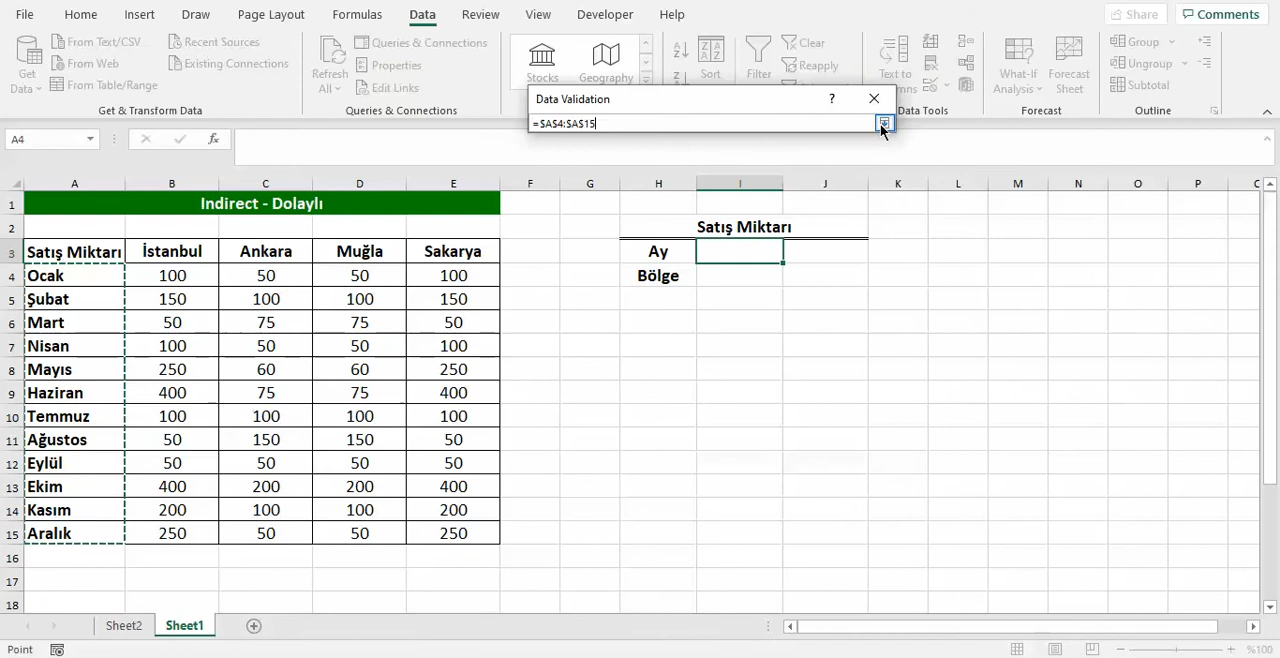 File Home Insert Draw Page Layout Formulas Data Review View Developer Help Share Comments
From Text/CSV Recent Sources Queries & Connections Clear Group
From Web Existing Connections Properties Reapply Ungroup
Get Data From Table/Range Refresh All Edit Links Stocks Geography Sort Filter Text to What-If Analysis Forecast Sheet Subtotal
Get & Transform Data Queries & Connections Data Tools Forecast Outline
Data Validation ? ×
=$A$4:$A$15
A4 fx
A B C D E F G H I J K L M N O P
1 Indirect - Dolaylı
2 Satış Miktarı
3 Satış Miktarı İstanbul Ankara Muğla Sakarya Ay
4 Ocak 100 50 50 100 Bölge
5 Şubat 150 100 100 150
6 Mart 50 75 75 50
7 Nisan 100 50 50 100
8 Mayıs 250 60 60 250
9 Haziran 400 75 75 400
10 Temmuz 100 100 100 100
11 Ağustos 50 150 150 50
12 Eylül 50 50 50 50
13 Ekim 400 200 200 400
14 Kasım 200 100 100 200
15 Aralık 250 50 50 250
16
17
18
Sheet2 Sheet1
Point %100